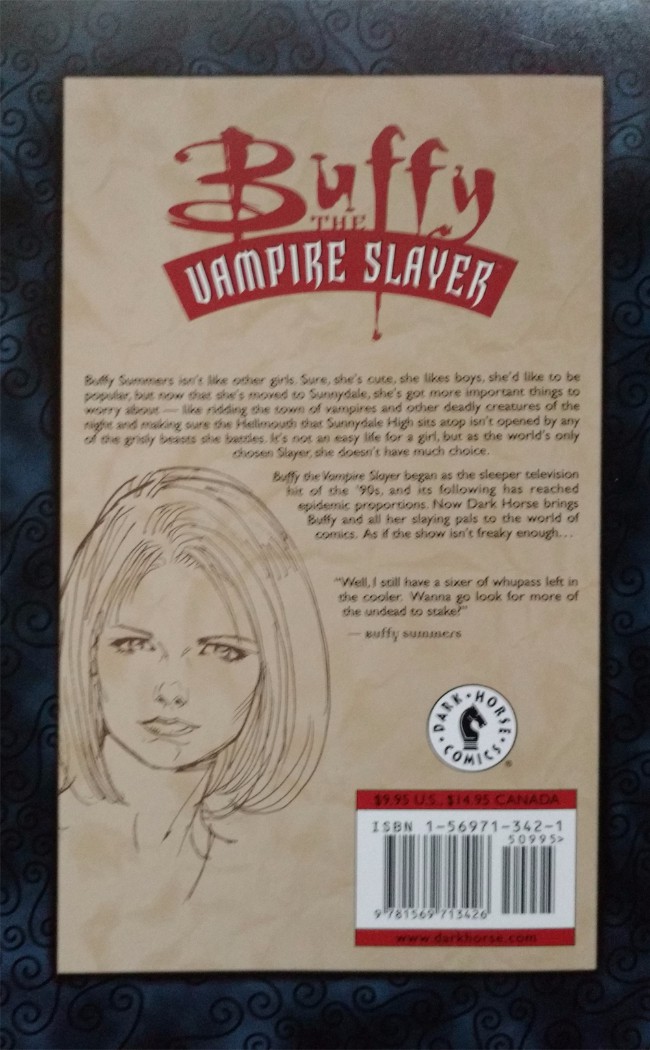 Buffy
THE
VAMPIRE SLAYER™
Buffy Summers isn't like other girls. Sure, she's cute, she likes boys, she'd like to be
popular, but now that she's moved to Sunnydale, she's got more important things to
worry about — like ridding the town of vampires and other deadly creatures of the
night and making sure the Hellmouth that Sunnydale High sits atop isn't opened by any
of the grisly beasts she battles. It's not an easy life for a girl, but as the world's only
chosen Slayer, she doesn't have much choice.
Buffy the Vampire Slayer began as the sleeper television
hit of the '90s, and its following has reached
epidemic proportions. Now Dark Horse brings
Buffy and all her slaying pals to the world of
comics. As if the show isn't freaky enough...
"Well, I still have a sixer of whupass left in
the cooler. Wanna go look for more of
the undead to stake?"
— Buffy Summers
DARK • HORSE • COMICS •
®
$9.95 U.S., $14.95 CANADA
ISBN 1-56971-342-1
50995>
9 781569 713426
www.darkhorse.com